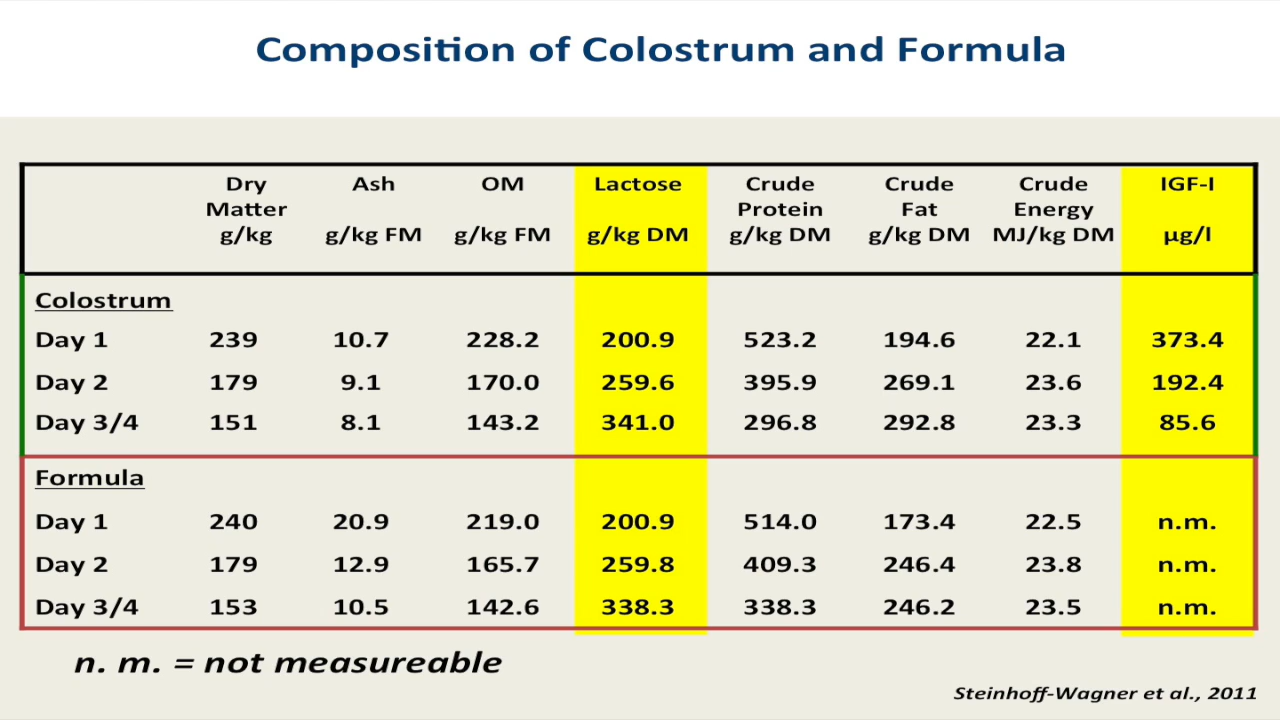 Composition of Colostrum and Formula
Dry Matter g/kg Ash g/kg FM OM g/kg FM Lactose g/kg DM Crude Protein g/kg DM Crude Fat g/kg DM Crude Energy MJ/kg DM IGF-I µg/l
Colostrum
Day 1 239 10.7 228.2 200.9 523.2 194.6 22.1 373.4
Day 2 179 9.1 170.0 259.6 395.9 269.1 23.6 192.4
Day 3/4 151 8.1 143.2 341.0 296.8 292.8 23.3 85.6
Formula
Day 1 240 20.9 219.0 200.9 514.0 173.4 22.5 n.m.
Day 2 179 12.9 165.7 259.8 409.3 246.4 23.8 n.m.
Day 3/4 153 10.5 142.6 338.3 338.3 246.2 23.5 n.m.
n. m. = not measureable
Steinhoff-Wagner et al., 2011